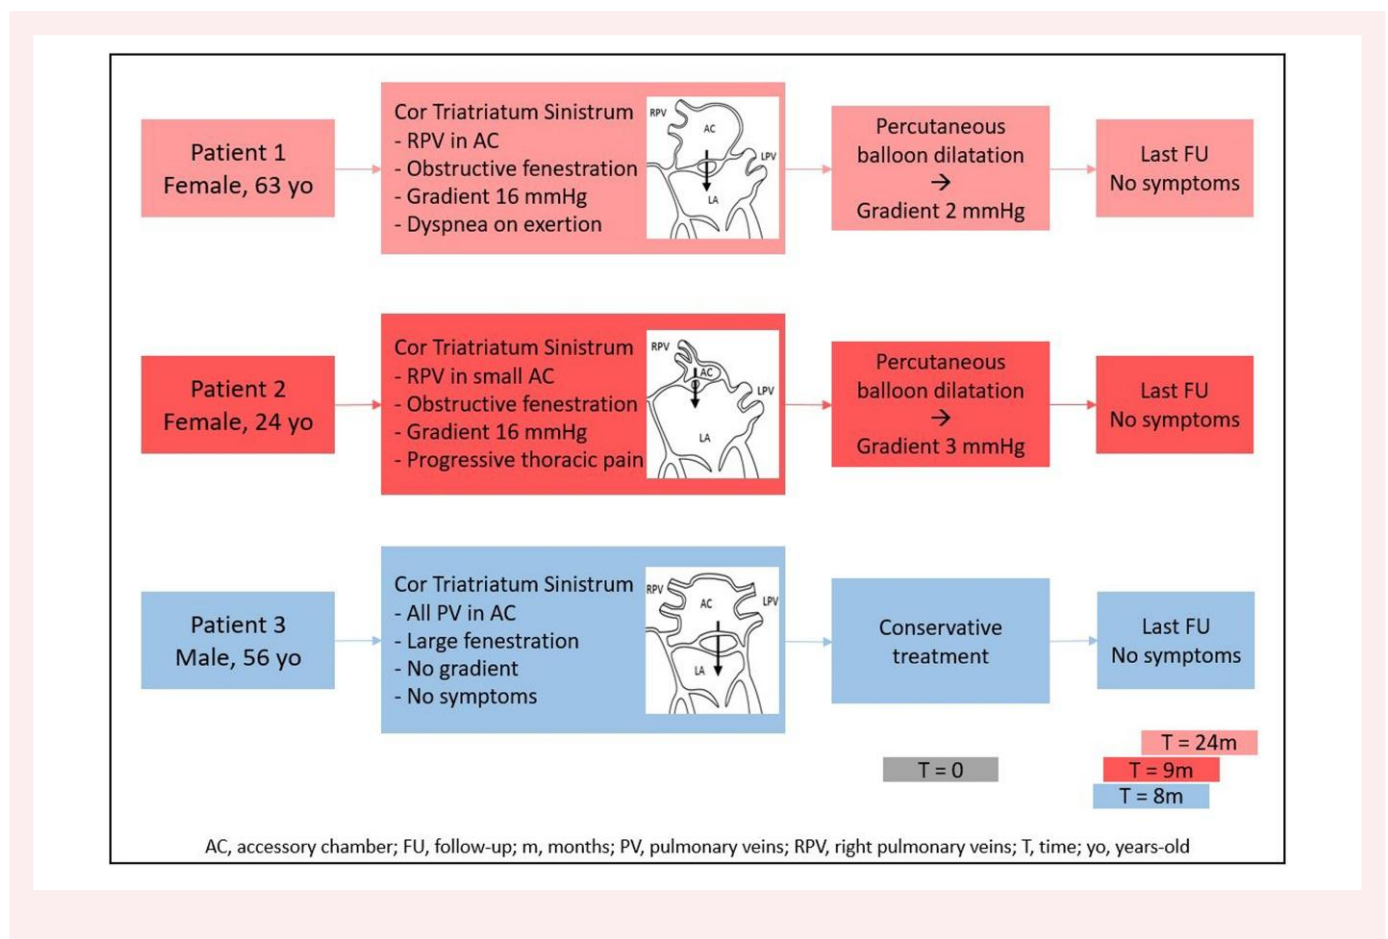 Patient 1
Female, 63 yo
Cor Triatriatum Sinistrum
- RPV in AC
- Obstructive fenestration
- Gradient 16 mmHg
- Dyspnea on exertion
RPV
AC
LPV
LA
Percutaneous
balloon dilatation
→
Gradient 2 mmHg
Last FU
No symptoms
Patient 2
Female, 24 yo
Cor Triatriatum Sinistrum
- RPV in small AC
- Obstructive fenestration
- Gradient 16 mmHg
- Progressive thoracic pain
RPV
AC
LPV
LA
Percutaneous
balloon dilatation
→
Gradient 3 mmHg
Last FU
No symptoms
Patient 3
Male, 56 yo
Cor Triatriatum Sinistrum
- All PV in AC
- Large fenestration
- No gradient
- No symptoms
RPV
AC
LPV
LA
Conservative
treatment
Last FU
No symptoms
T = 0
T = 24m
T = 9m
T = 8m
AC, accessory chamber; FU, follow-up; m, months; PV, pulmonary veins; RPV, right pulmonary veins; T, time; yo, years-old